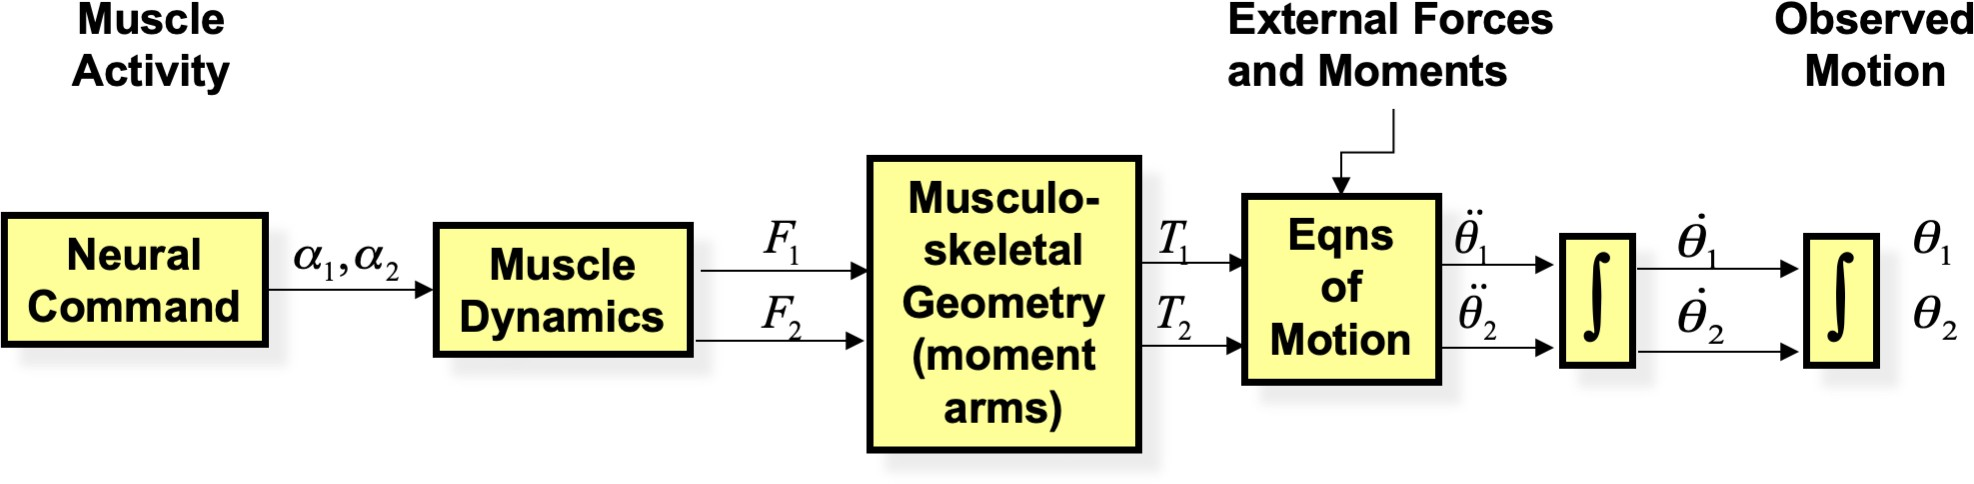 Muscle
Activity
External Forces
and Moments
Observed
Motion
Neural
Command
α₁,α₂
Muscle
Dynamics
F₁
F₂
Musculo-
skeletal
Geometry
(moment
arms)
T₁
T₂
Eqns
of
Motion
θ̈₁
θ̈₂
∫
θ̇₁
θ̇₂
∫
θ₁
θ₂